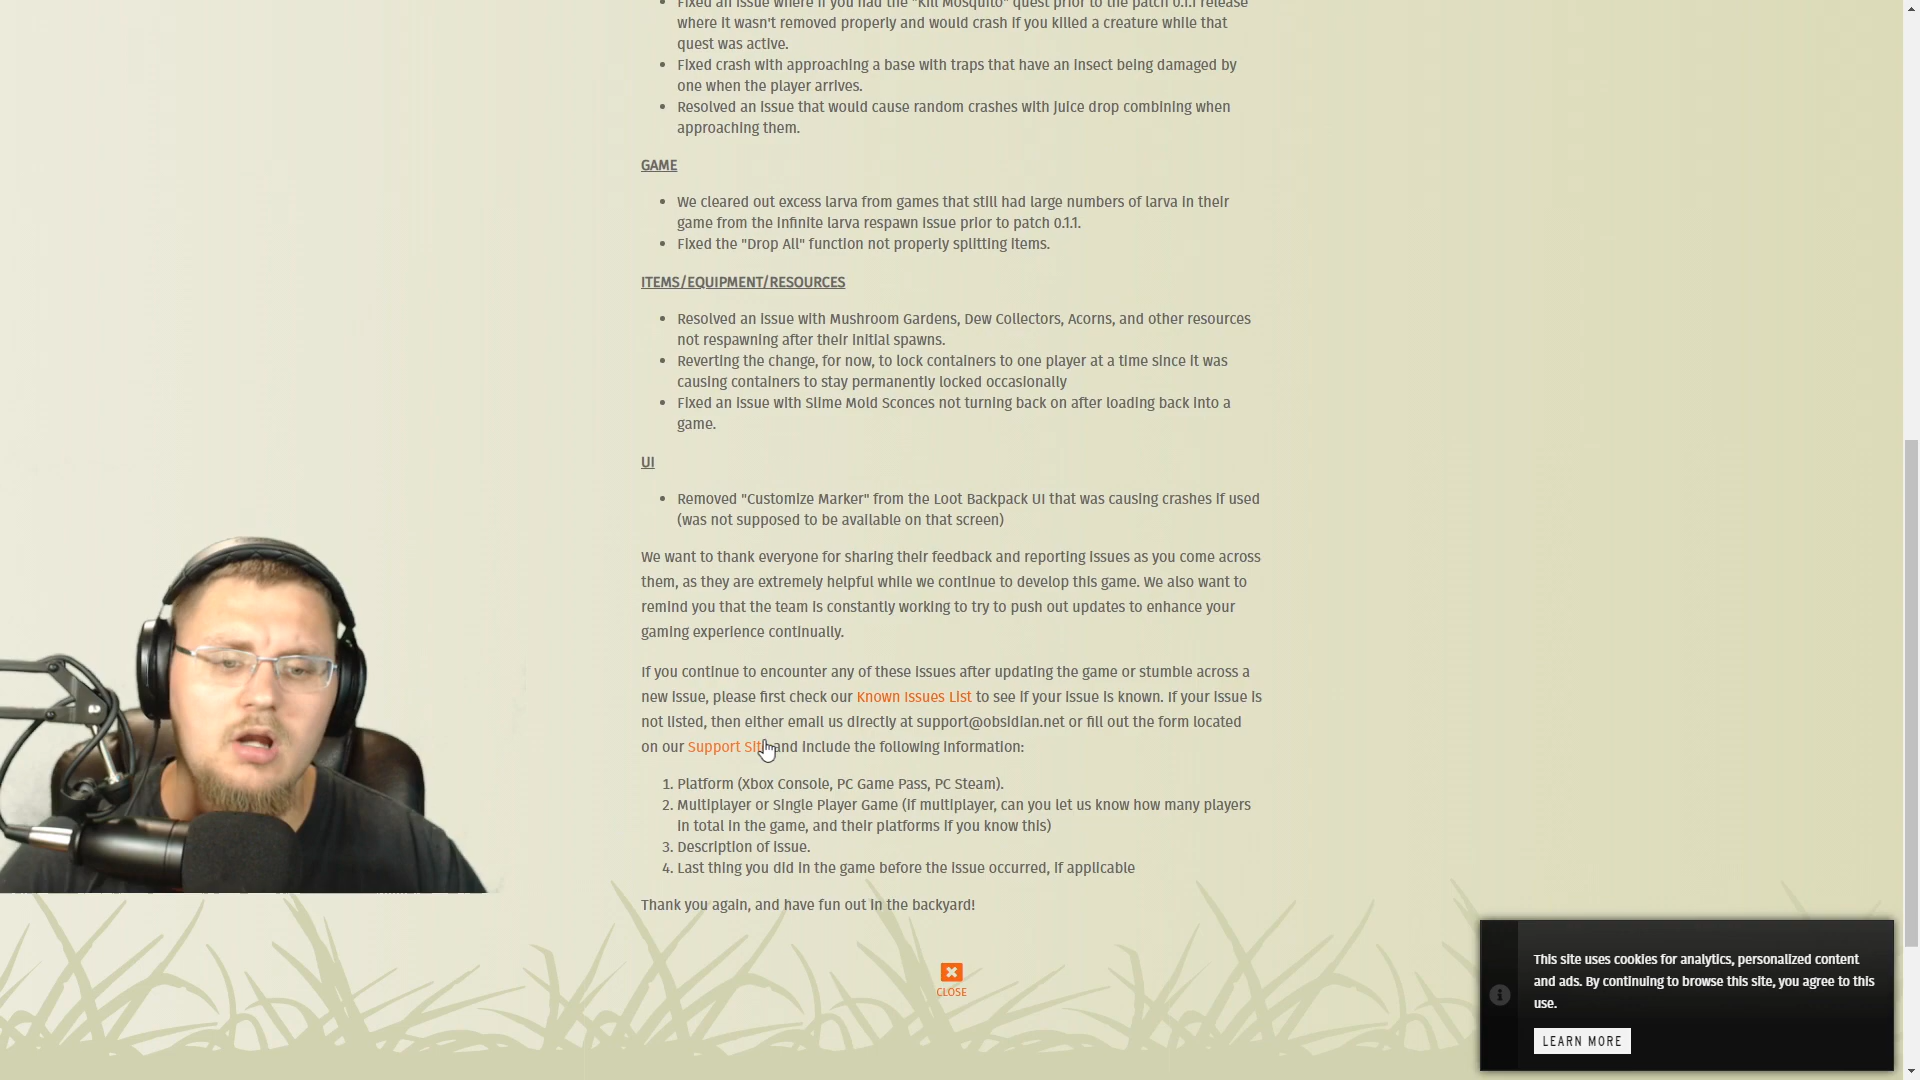 Fixed an issue where if you had the "Kill Mosquito" quest prior to the patch 0.1.1 release
where it wasn't removed properly and would crash if you killed a creature while that
quest was active.
Fixed crash with approaching a base with traps that have an insect being damaged by
one when the player arrives.
Resolved an issue that would cause random crashes with juice drop combining when
approaching them.
GAME
We cleared out excess larva from games that still had large numbers of larva in their
game from the infinite larva respawn issue prior to patch 0.1.1.
Fixed the "Drop All" function not properly splitting items.
ITEMS/EQUIPMENT/RESOURCES
Resolved an issue with Mushroom Gardens, Dew Collectors, Acorns, and other resources
not respawning after their initial spawns.
Reverting the change, for now, to lock containers to one player at a time since it was
causing containers to stay permanently locked occasionally
Fixed an issue with Slime Mold Sconces not turning back on after loading back into a
game.
UI
Removed "Customize Marker" from the Loot Backpack UI that was causing crashes if used
(was not supposed to be available on that screen)
We want to thank everyone for sharing their feedback and reporting issues as you come across
them, as they are extremely helpful while we continue to develop this game. We also want to
remind you that the team is constantly working to try to push out updates to enhance your
gaming experience continually.
If you continue to encounter any of these issues after updating the game or stumble across a
new issue, please first check our Known Issues List to see if your issue is known. If your issue is
not listed, then either email us directly at support@obsidian.net or fill out the form located
on our Support Site and include the following information:
1. Platform (Xbox Console, PC Game Pass, PC Steam).
2. Multiplayer or Single Player Game (if multiplayer, can you let us know how many players
in total in the game, and their platforms if you know this)
3. Description of issue.
4. Last thing you did in the game before the issue occurred, if applicable
Thank you again, and have fun out in the backyard!
CLOSE
This site uses cookies for analytics, personalized content
and ads. By continuing to browse this site, you agree to this
use.
LEARN MORE